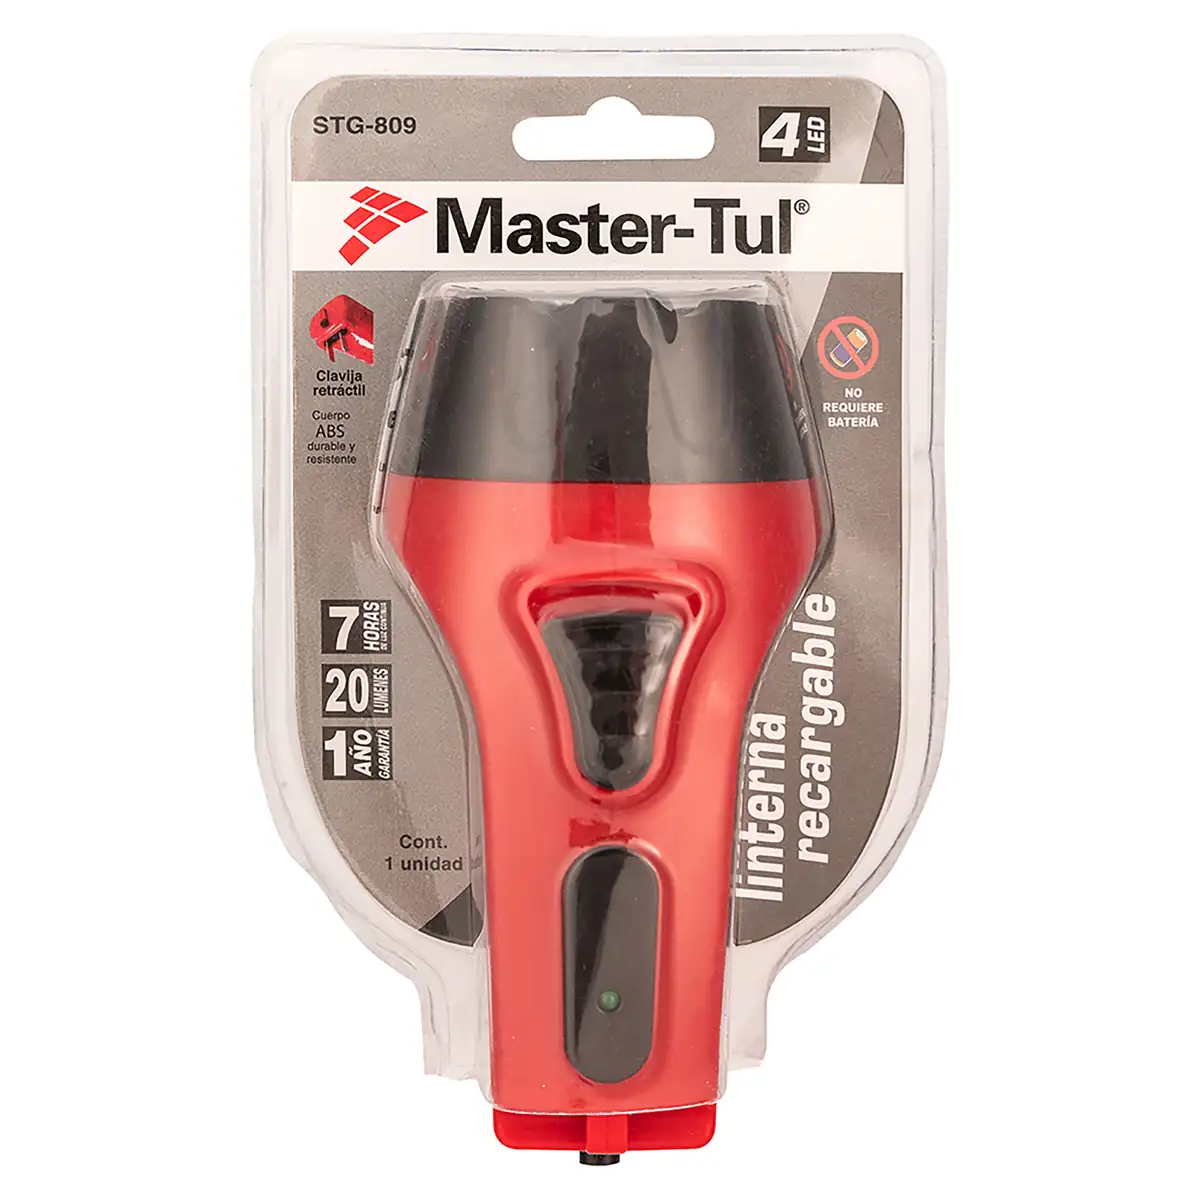 STG-809
4 LED
Master-Tul®
Clavija
retráctil
Cuerpo
ABS
durable y
resistente
NO
REQUIERE
BATERÍA
7 HORAS
DE LUZ CONTINUA
20 LUMENES
1 AÑO
GARANTÍA
Cont.
1 unidad
linterna
recargable